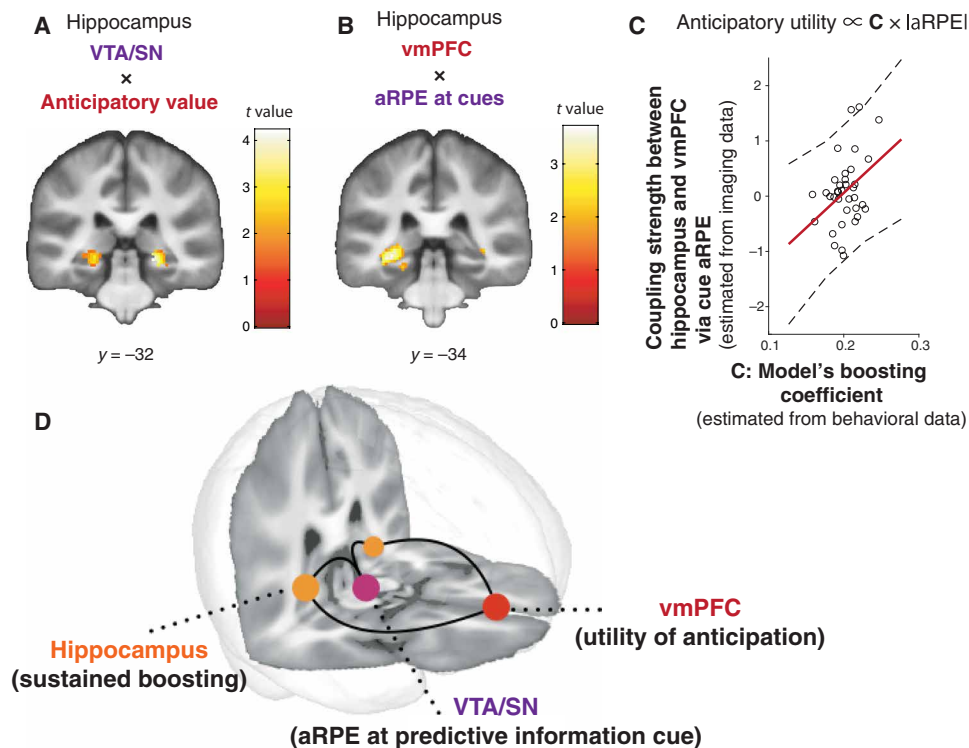 A
Hippocampus
VTA/SN
×
Anticipatory value
t value
4
3
2
1
0
y = –32
B
Hippocampus
vmPFC
×
aRPE at cues
t value
3
2
1
0
y = –34
C
Anticipatory utility ∝ C × |aRPE|
Coupling strength between
hippocampus and vmPFC
via cue aRPE
(estimated from imaging data)
2
1
0
–1
–2
0.1
0.2
0.3
C: Model's boosting
coefficient
(estimated from behavioral data)
D
Hippocampus
(sustained boosting)
vmPFC
(utility of anticipation)
VTA/SN
(aRPE at predictive information cue)